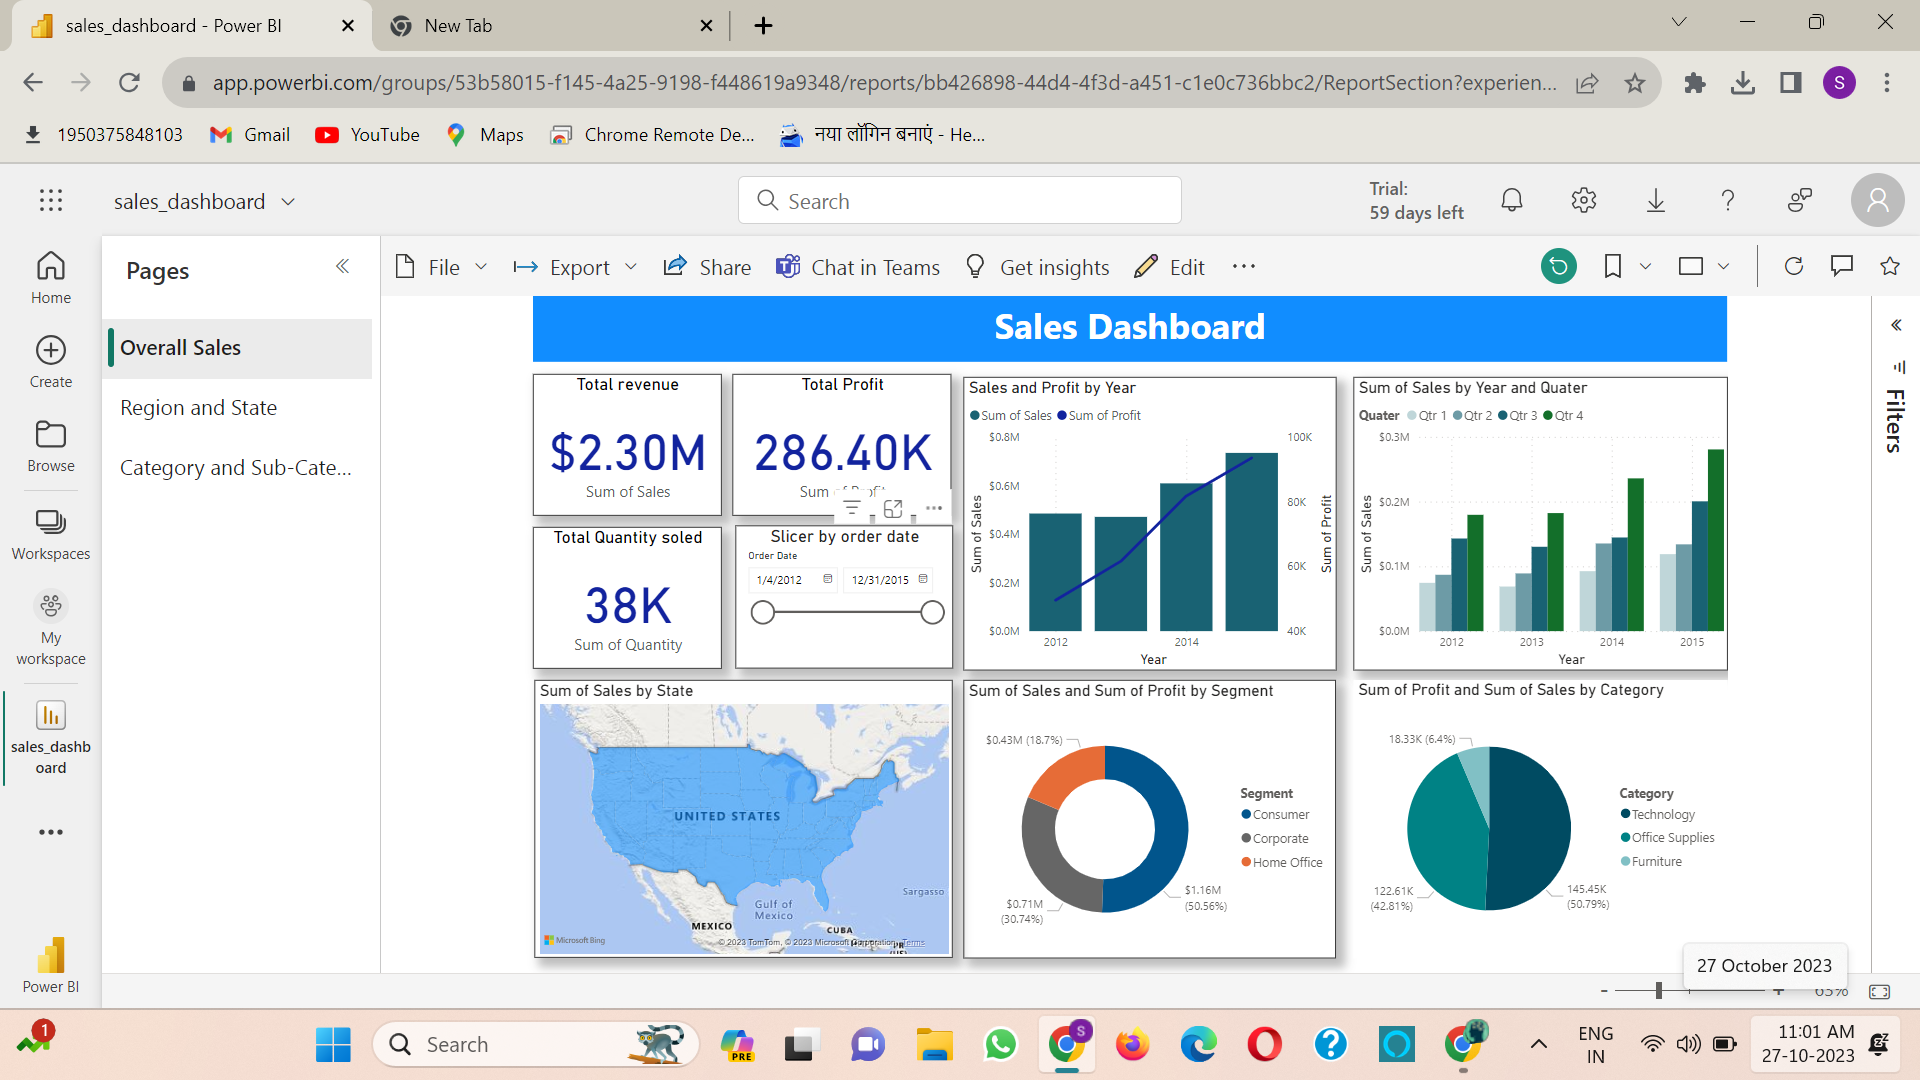 sales_dashboard - Power BI
New Tab
app.powerbi.com/groups/53b58015-f145-4a25-9198-f448619a9348/reports/bb426898-44d4-4f3d-a451-c1e0c736bbc2/ReportSection?experien...
S
1950375848103
Gmail
YouTube
Maps
Chrome Remote De...
नया लॉगिन बनाएं - He...
sales_dashboard
Search
Trial:
59 days left
Home
Create
Browse
Workspaces
My
workspace
sales_dashb
oard
Power BI
Pages
Overall Sales
Region and State
Category and Sub-Cate...
File
Export
Share
Chat in Teams
Get insights
Edit
Filters
Sales Dashboard
Total revenue
$2.30M
Sum of Sales
Total Profit
286.40K
Sum of Profit
Total Quantity soled
38K
Sum of Quantity
Slicer by order date
Order Date
1/4/2012
12/31/2015
Sales and Profit by Year
Sum of Sales Sum of Profit
$0.8M
$0.6M
$0.4M
$0.2M
$0.0M
Sum of Sales
100K
80K
60K
40K
Sum of Profit
2012
2014
Year
Sum of Sales by Year and Quater
Quater Qtr 1 Qtr 2 Qtr 3 Qtr 4
$0.3M
$0.2M
$0.1M
$0.0M
Sum of Sales
2012
2013
2014
2015
Year
Sum of Sales by State
UNITED STATES
MEXICO
Gulf of
Mexico
CUBA
Sargasso
PR
(US)
Microsoft Bing
© 2023 TomTom, © 2023 Microsoft Corporation Terms
Sum of Sales and Sum of Profit by Segment
$0.43M (18.7%)
$0.71M
(30.74%)
$1.16M
(50.56%)
Segment
Consumer
Corporate
Home Office
Sum of Profit and Sum of Sales by Category
18.33K (6.4%)
122.61K
(42.81%)
145.45K
(50.79%)
Category
Technology
Office Supplies
Furniture
27 October 2023
- +
1
Search
PRE
S
ENG
IN
11:01 AM
27-10-2023